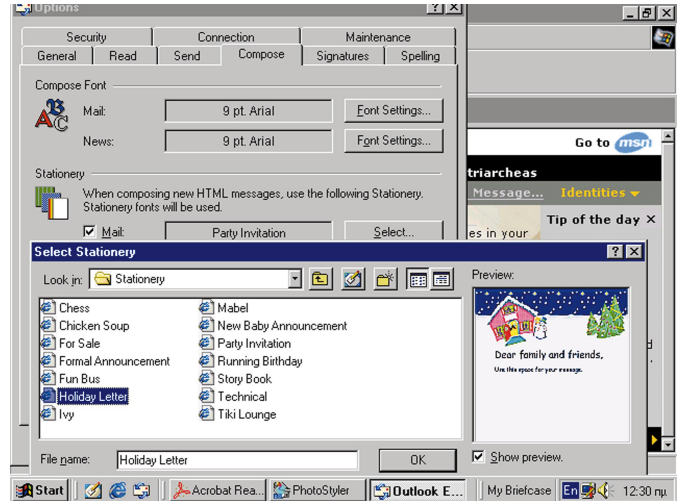 Options
Security Connection Maintenance
General Read Send Compose Signatures Spelling
Compose Font
Mail: 9 pt. Arial Font Settings...
News: 9 pt. Arial Font Settings...
Go to msn
Stationery
triarcheas
When composing new HTML messages, use the following Stationery.
Stationery fonts will be used.
Message... Identities
Mail: Party Invitation Select...
es in your
Tip of the day ×
Select Stationery
Look in: Stationery
Preview:
Chess
Chicken Soup
For Sale
Formal Announcement
Fun Bus
Holiday Letter
Ivy
Mabel
New Baby Announcement
Party Invitation
Running Birthday
Story Book
Technical
Tiki Lounge
Dear family and friends,
Use this space for your message.
File name: Holiday Letter OK
Show preview.
Start Acrobat Rea... PhotoStyler Outlook E... My Briefcase En 12:30 πμ